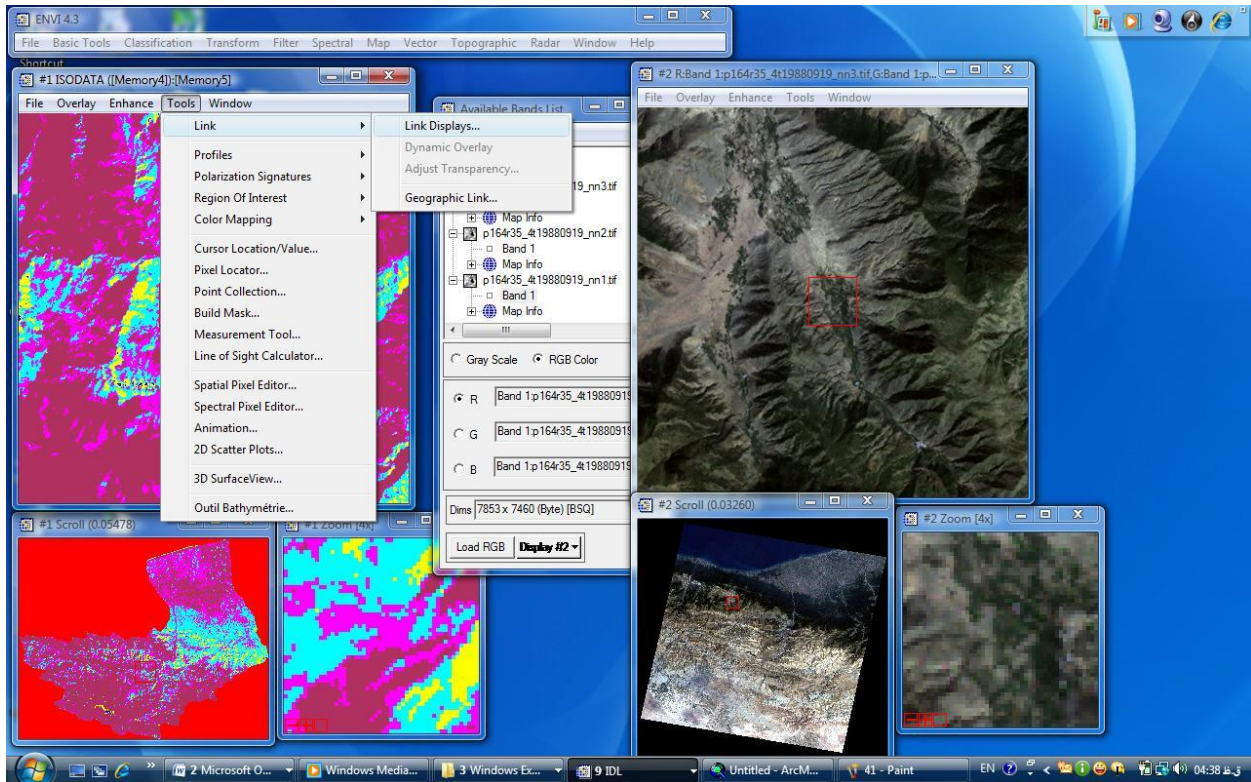 ENVI 4.3
File Basic Tools Classification Transform Filter Spectral Map Vector Topographic Radar Window Help
Shortcut
#1 ISODATA ([Memory4]):[Memory5]
File Overlay Enhance Tools Window
Link
Profiles
Polarization Signatures
Region Of Interest
Color Mapping
Cursor Location/Value...
Pixel Locator...
Point Collection...
Build Mask...
Measurement Tool...
Line of Sight Calculator...
Spatial Pixel Editor...
Spectral Pixel Editor...
Animation...
2D Scatter Plots...
3D SurfaceView...
Outil Bathymétrie...
Link Displays...
Dynamic Overlay
Adjust Transparency...
Geographic Link...
Available Bands List
19_nn3.tif
Map Info
p164r35_4t19880919_nn2.tif
Band 1
Map Info
p164r35_4t19880919_nn1.tif
Band 1
Map Info
Gray Scale RGB Color
R Band 1:p164r35_4t1988091
G Band 1:p164r35_4t1988091
B Band 1:p164r35_4t1988091
Dims 7853 x 7460 (Byte) [BSQ]
Load RGB Display #2
#2 R:Band 1:p164r35_4t19880919_nn3.tif,G:Band 1:p...
File Overlay Enhance Tools Window
#1 Scroll (0.05478)
#1 Zoom [4x]
#2 Scroll (0.03260)
#2 Zoom [4x]
2 Microsoft O...
Windows Media...
3 Windows Ex...
9 IDL
Untitled - ArcM...
41 - Paint
EN
04:38